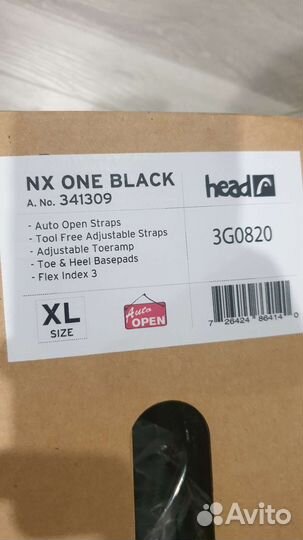 NX ONE BLACK
A. No. 341309
head
- Auto Open Straps
- Tool Free Adjustable Straps
- Adjustable Toeramp
- Toe & Heel Basepads
- Flex Index 3
3G0820
XL
SIZE
Auto
OPEN
7 26424 86414 0
Avito